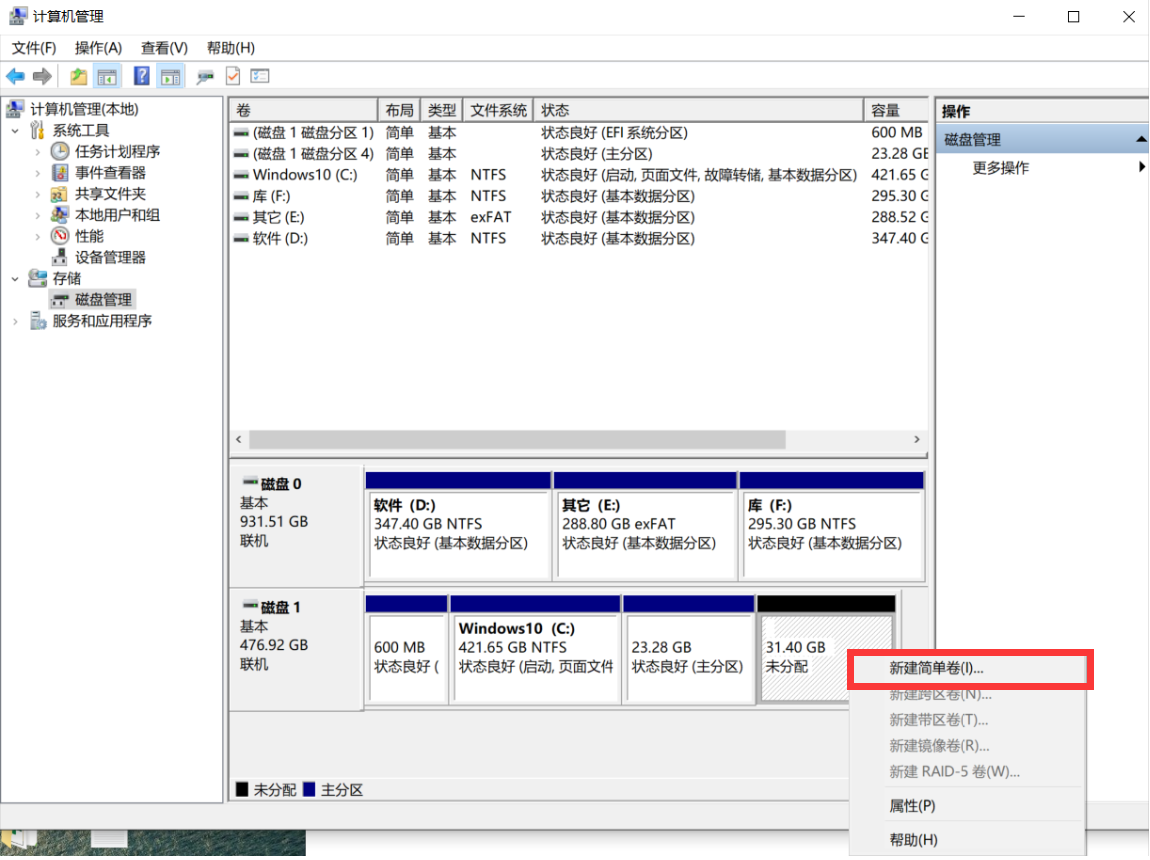 计算机管理
文件(F) 操作(A) 查看(V) 帮助(H)
计算机管理(本地)
系统工具
任务计划程序
事件查看器
共享文件夹
本地用户和组
性能
设备管理器
存储
磁盘管理
服务和应用程序
卷 布局 类型 文件系统 状态 容量
(磁盘 1 磁盘分区 1) 简单 基本 状态良好 (EFI 系统分区) 600 MB
(磁盘 1 磁盘分区 4) 简单 基本 状态良好 (主分区) 23.28 GB
Windows10 (C:) 简单 基本 NTFS 状态良好 (启动, 页面文件, 故障转储, 基本数据分区) 421.65 G
库 (F:) 简单 基本 NTFS 状态良好 (基本数据分区) 295.30 G
其它 (E:) 简单 基本 exFAT 状态良好 (基本数据分区) 288.52 G
软件 (D:) 简单 基本 NTFS 状态良好 (基本数据分区) 347.40 G
操作
磁盘管理
更多操作
磁盘 0
基本
931.51 GB
联机
软件 (D:)
347.40 GB NTFS
状态良好 (基本数据分区)
其它 (E:)
288.80 GB exFAT
状态良好 (基本数据分区)
库 (F:)
295.30 GB NTFS
状态良好 (基本数据分区)
磁盘 1
基本
476.92 GB
联机
600 MB
状态良好 (
Windows10 (C:)
421.65 GB NTFS
状态良好 (启动, 页面文件
23.28 GB
状态良好 (主分区)
31.40 GB
未分配
新建简单卷(I)...
新建跨区卷(N)...
新建带区卷(T)...
新建镜像卷(R)...
新建 RAID-5 卷(W)...
属性(P)
帮助(H)
未分配 主分区